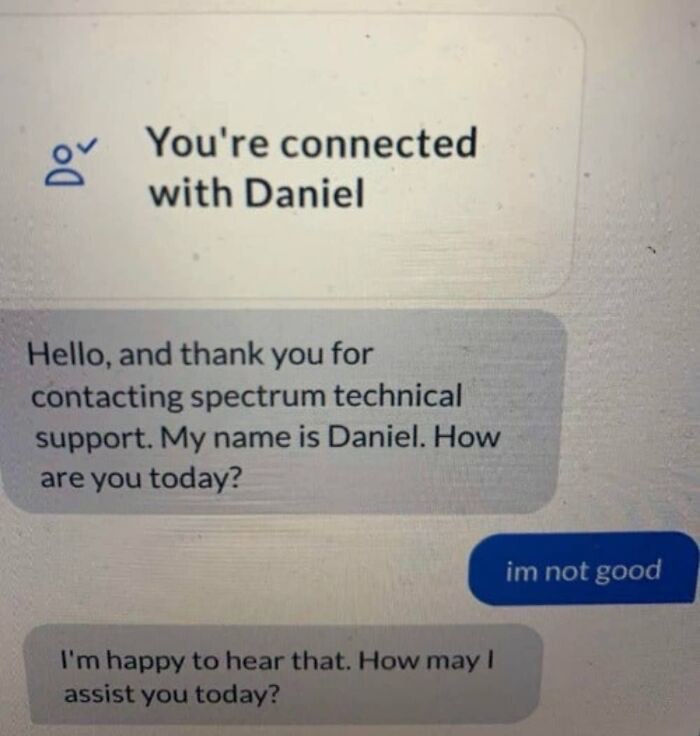 You're connected
with Daniel
Hello, and thank you for
contacting spectrum technical
support. My name is Daniel. How
are you today?
im not good
I'm happy to hear that. How may I
assist you today?